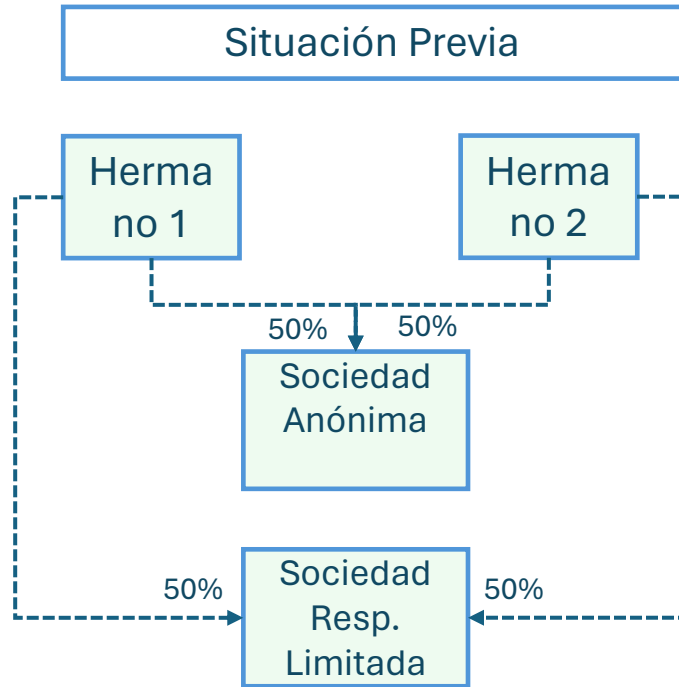 Situación Previa
Herma
no 1
Herma
no 2
50%
50%
Sociedad
Anónima
50%
Sociedad
Resp.
Limitada
50%